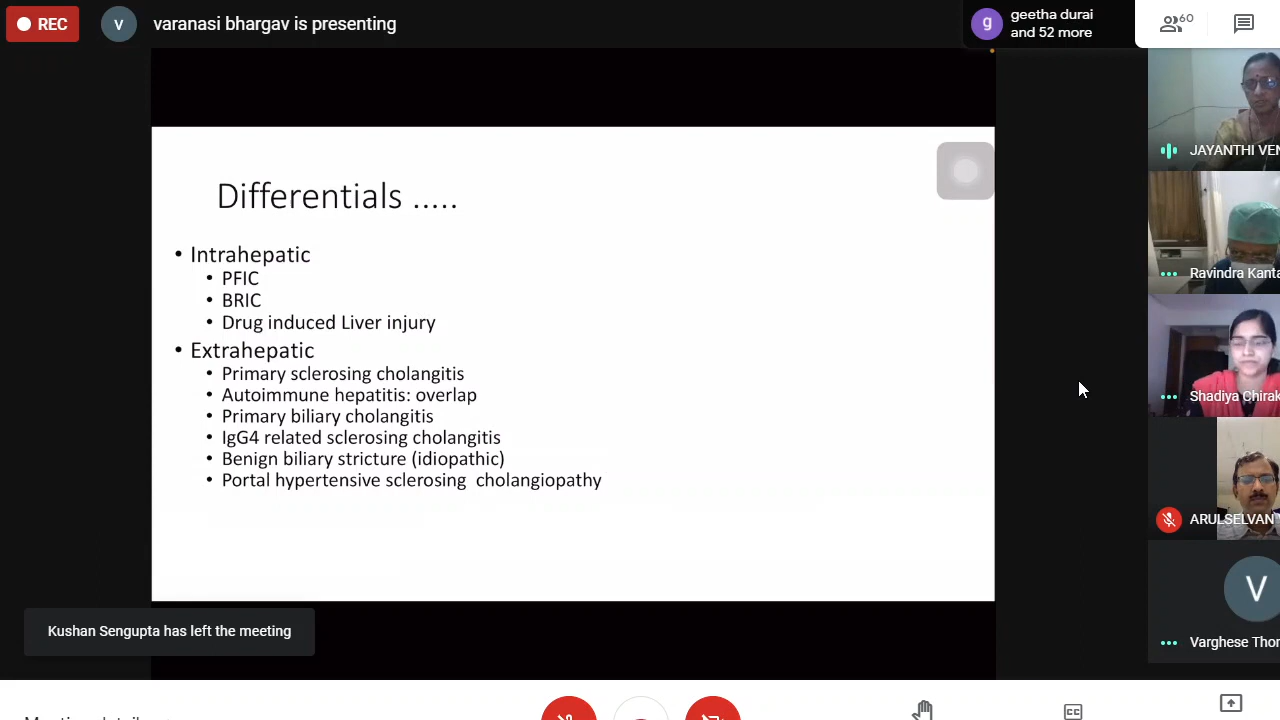 REC
V
varanasi bhargav is presenting
g
geetha durai
and 52 more
60
Differentials .....
• Intrahepatic
• PFIC
• BRIC
• Drug induced Liver injury
• Extrahepatic
• Primary sclerosing cholangitis
• Autoimmune hepatitis: overlap
• Primary biliary cholangitis
• IgG4 related sclerosing cholangitis
• Benign biliary stricture (idiopathic)
• Portal hypertensive sclerosing cholangiopathy
JAYANTHI VEN
Ravindra Kanta
Shadiya Chirak
ARULSELVAN
V
Varghese Thor
Kushan Sengupta has left the meeting
CC